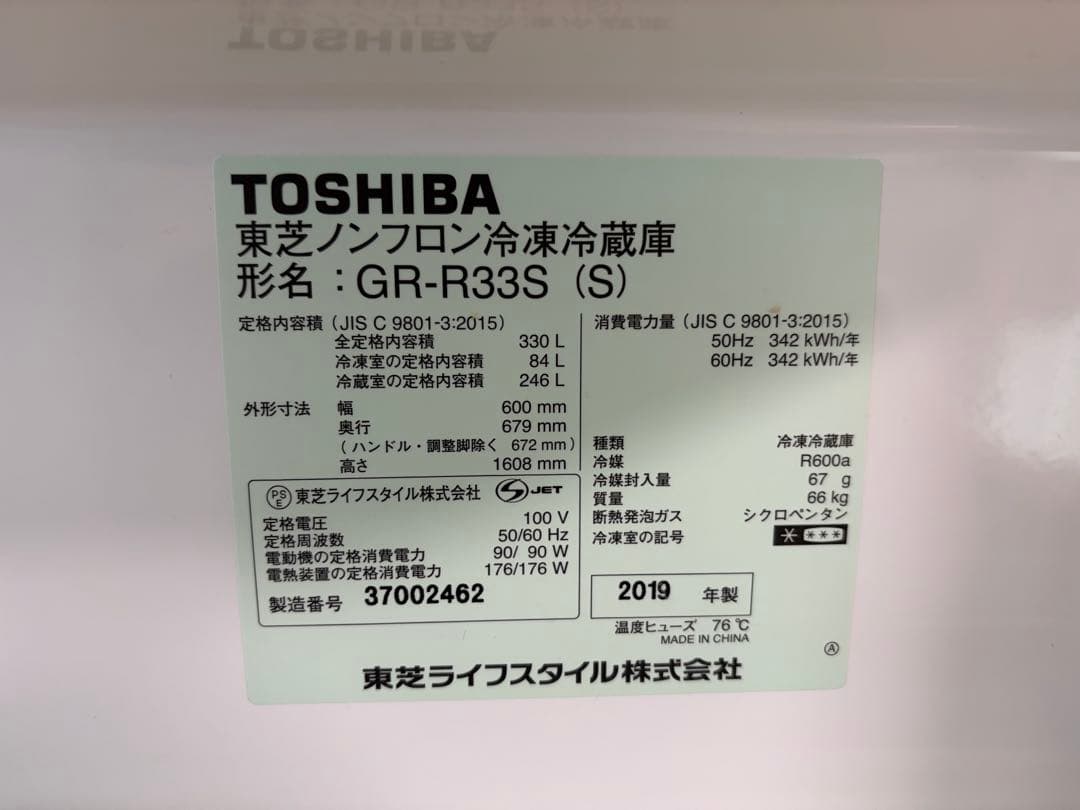 TOSHIBA
TOSHIBA
東芝ノンフロン冷凍冷蔵庫
形名：GR-R33S（S）
定格内容積（JIS C 9801-3:2015）
全定格内容積 330 L
冷凍室の定格内容積 84 L
冷蔵室の定格内容積 246 L
外形寸法 幅 600 mm
奥行 679 mm
（ハンドル・調整脚除く 672 mm）
高さ 1608 mm
PSE 東芝ライフスタイル株式会社 S JET
定格電圧 100 V
定格周波数 50/60 Hz
電動機の定格消費電力 90/ 90 W
電熱装置の定格消費電力 176/176 W
製造番号 37002462
消費電力量（JIS C 9801-3:2015）
50Hz 342 kWh/年
60Hz 342 kWh/年
種類 冷凍冷蔵庫
冷媒 R600a
冷媒封入量 67 g
質量 66 kg
断熱発泡ガス シクロペンタン
冷凍室の記号 * ***
2019 年製
温度ヒューズ 76 ℃
MADE IN CHINA
Ⓐ
東芝ライフスタイル株式会社